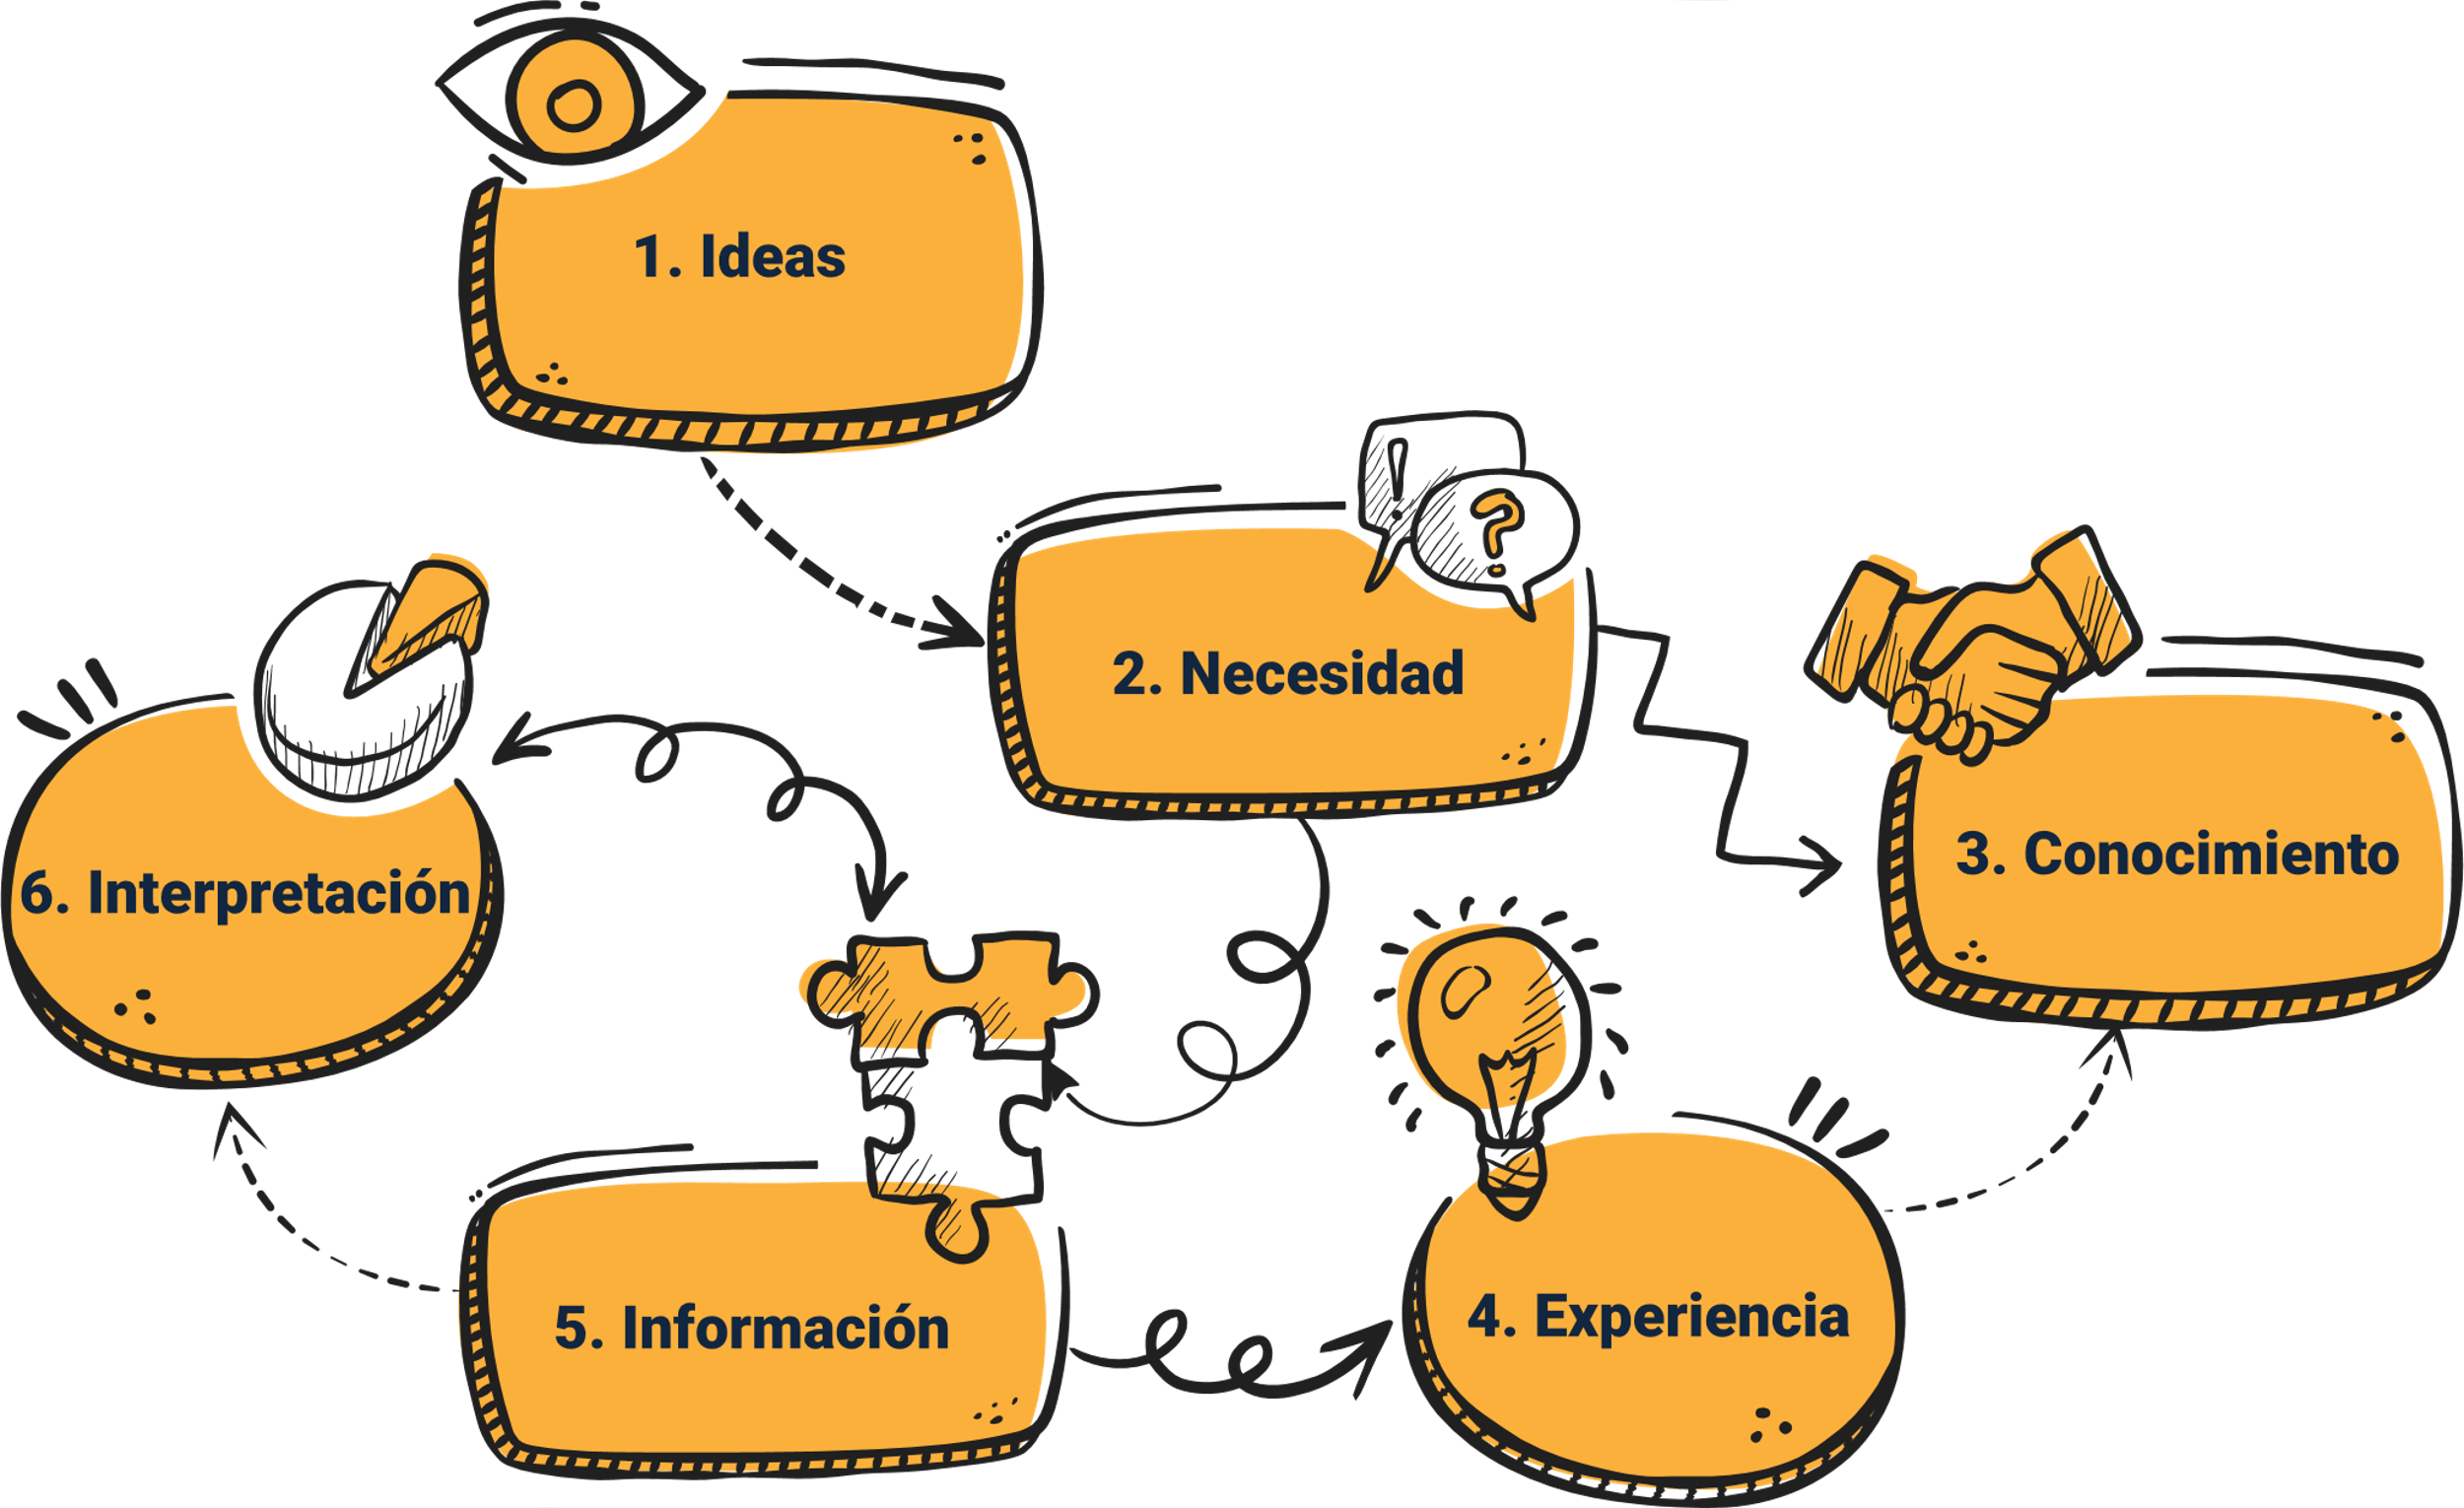 1. Ideas
2. Necesidad
3. Conocimiento
4. Experiencia
5. Información
6. Interpretación
!
?